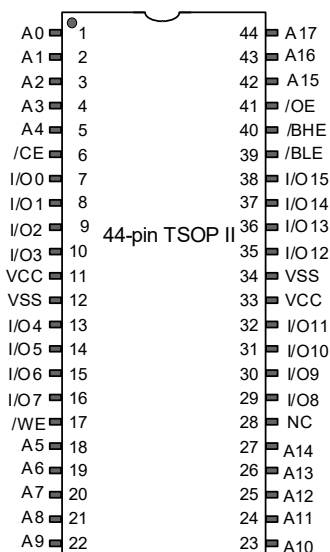 A0 1 44 A17
A1 2 43 A16
A2 3 42 A15
A3 4 41 /OE
A4 5 40 /BHE
/CE 6 39 /BLE
I/O0 7 38 I/O15
I/O1 8 37 I/O14
I/O2 9 44-pin TSOP II 36 I/O13
I/O3 10 35 I/O12
VCC 11 34 VSS
VSS 12 33 VCC
I/O4 13 32 I/O11
I/O5 14 31 I/O10
I/O6 15 30 I/O9
I/O7 16 29 I/O8
/WE 17 28 NC
A5 18 27 A14
A6 19 26 A13
A7 20 25 A12
A8 21 24 A11
A9 22 23 A10